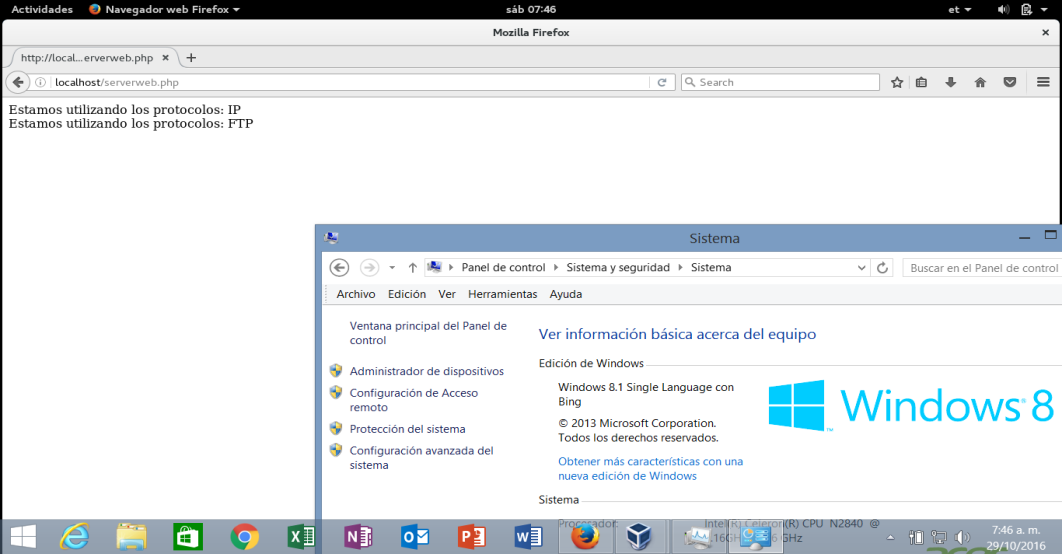 Actividades Navegador web Firefox sáb 07:46 et
Mozilla Firefox
http://local...erverweb.php
localhost/serverweb.php Search
Estamos utilizando los protocolos: IP
Estamos utilizando los protocolos: FTP
Sistema
Panel de control Sistema y seguridad Sistema Buscar en el Panel de control
Archivo Edición Ver Herramientas Ayuda
Ventana principal del Panel de
control
Administrador de dispositivos
Configuración de Acceso
remoto
Protección del sistema
Configuración avanzada del
sistema
Ver información básica acerca del equipo
Edición de Windows
Windows 8.1 Single Language con
Bing
© 2013 Microsoft Corporation.
Todos los derechos reservados.
Obtener más características con una
nueva edición de Windows
Windows 8
Sistema
Procesador: Intel(R) Celeron(R) CPU N2840 @
7:46 a. m.
29/10/2016